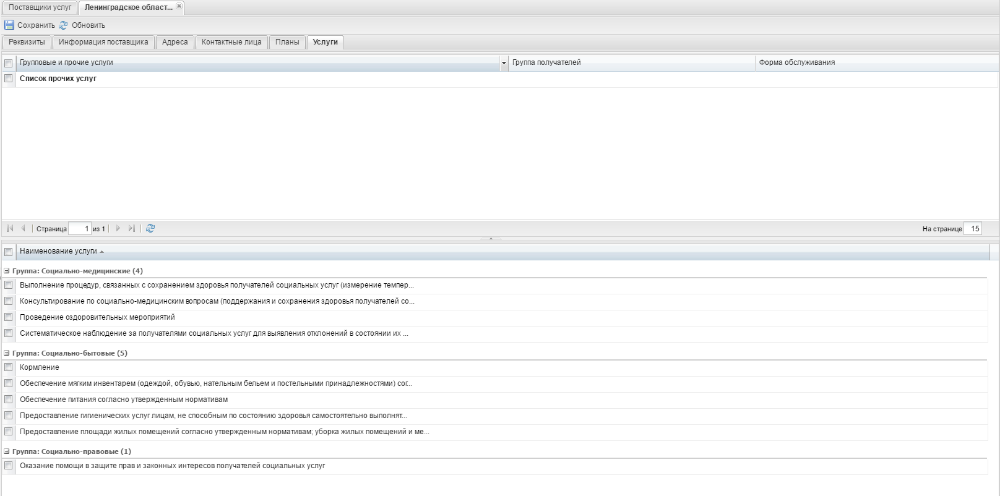 Поставщики услуг Ленинградское област...
Сохранить Обновить
Реквизиты Информация поставщика Адреса Контактные лица Планы Услуги
Групповые и прочие услуги Группа получателей Форма обслуживания
Список прочих услуг
Страница 1 из 1 На странице 15
Наименование услуги
Группа: Социально-медицинские (4)
Выполнение процедур, связанных с сохранением здоровья получателей социальных услуг (измерение темпер...
Консультирование по социально-медицинским вопросам (поддержания и сохранения здоровья получателей со...
Проведение оздоровительных мероприятий
Систематическое наблюдение за получателями социальных услуг для выявления отклонений в состоянии их ...
Группа: Социально-бытовые (5)
Кормление
Обеспечение мягким инвентарем (одеждой, обувью, нательным бельем и постельными принадлежностями) сог...
Обеспечение питания согласно утвержденным нормативам
Предоставление гигиенических услуг лицам, не способным по состоянию здоровья самостоятельно выполнят...
Предоставление площади жилых помещений согласно утвержденным нормативам; уборка жилых помещений и ме...
Группа: Социально-правовые (1)
Оказание помощи в защите прав и законных интересов получателей социальных услуг